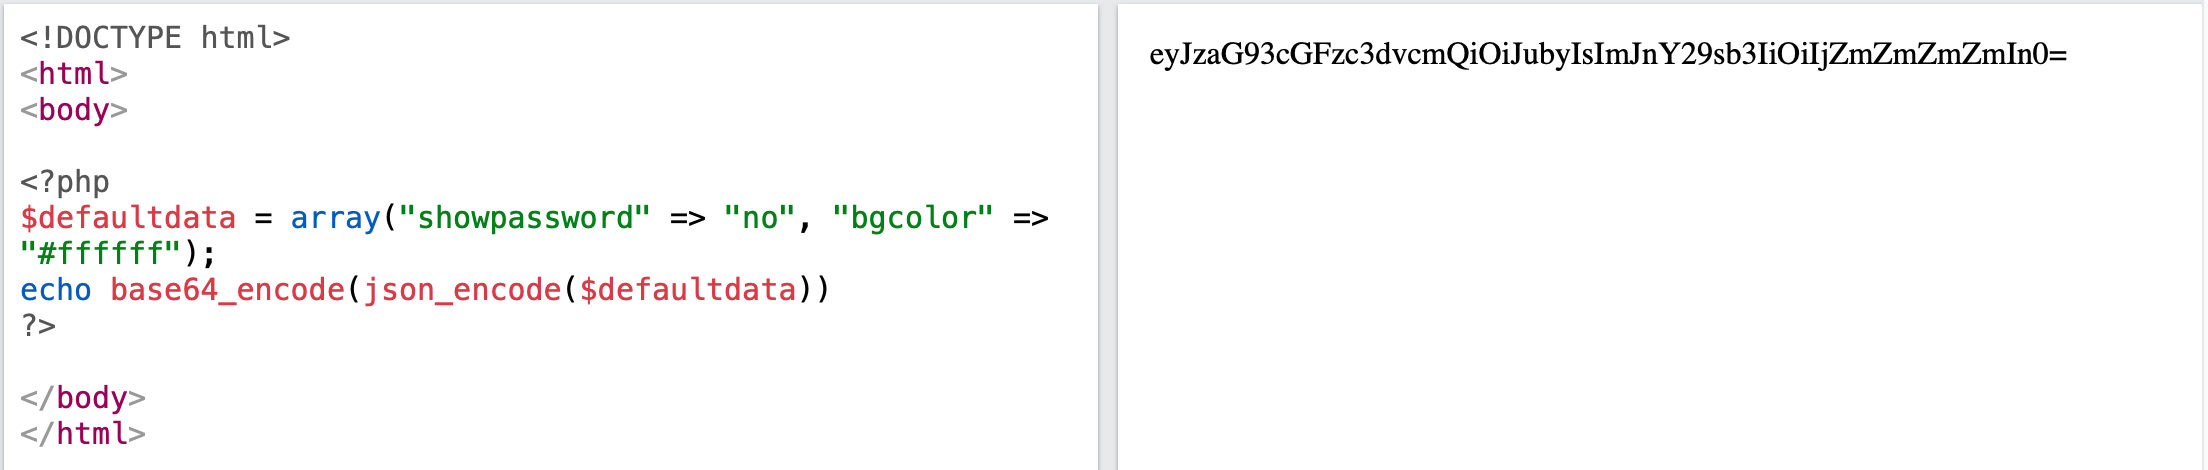 <!DOCTYPE html>
<html>
<body>
<?php
$defaultdata = array("showpassword" => "no", "bgcolor" =>
"#ffffff");
echo base64_encode(json_encode($defaultdata))
?>
</body>
</html>
eyJzaG93cGFzc3dvcmQiOiJubyIsImJnY29sb3IiOiIjZmZmZmZmIn0=